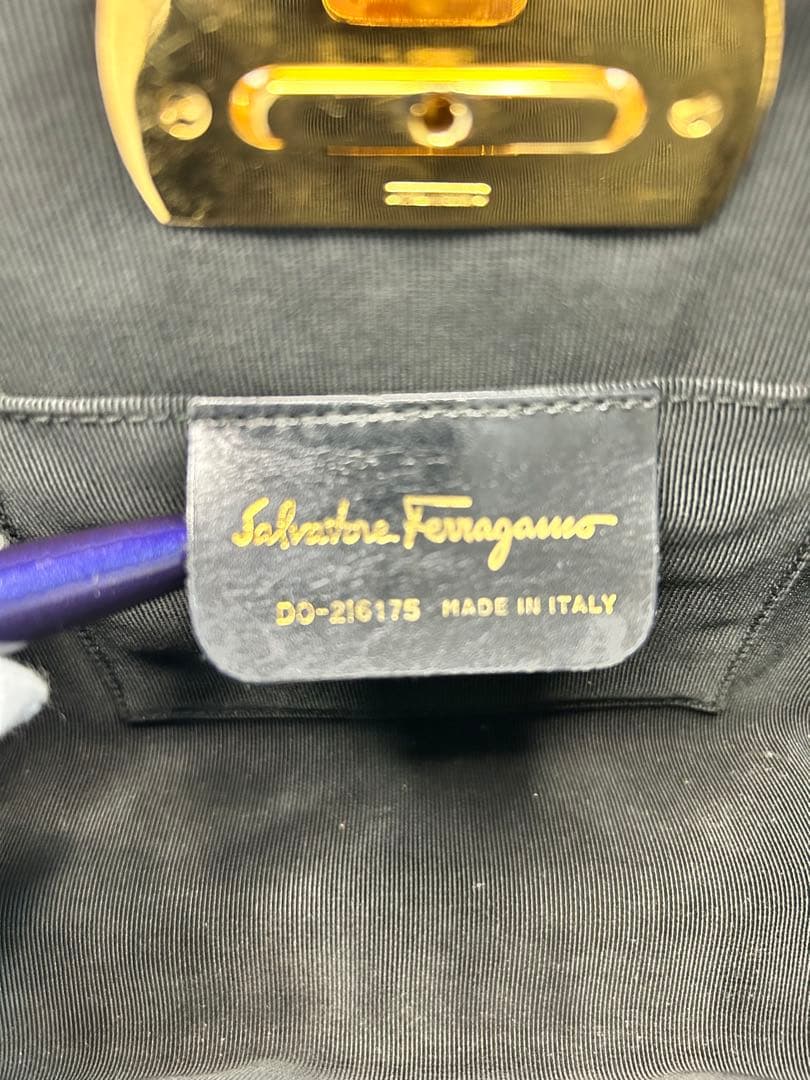 Salvatore Ferragamo
DO-216175 MADE IN ITALY